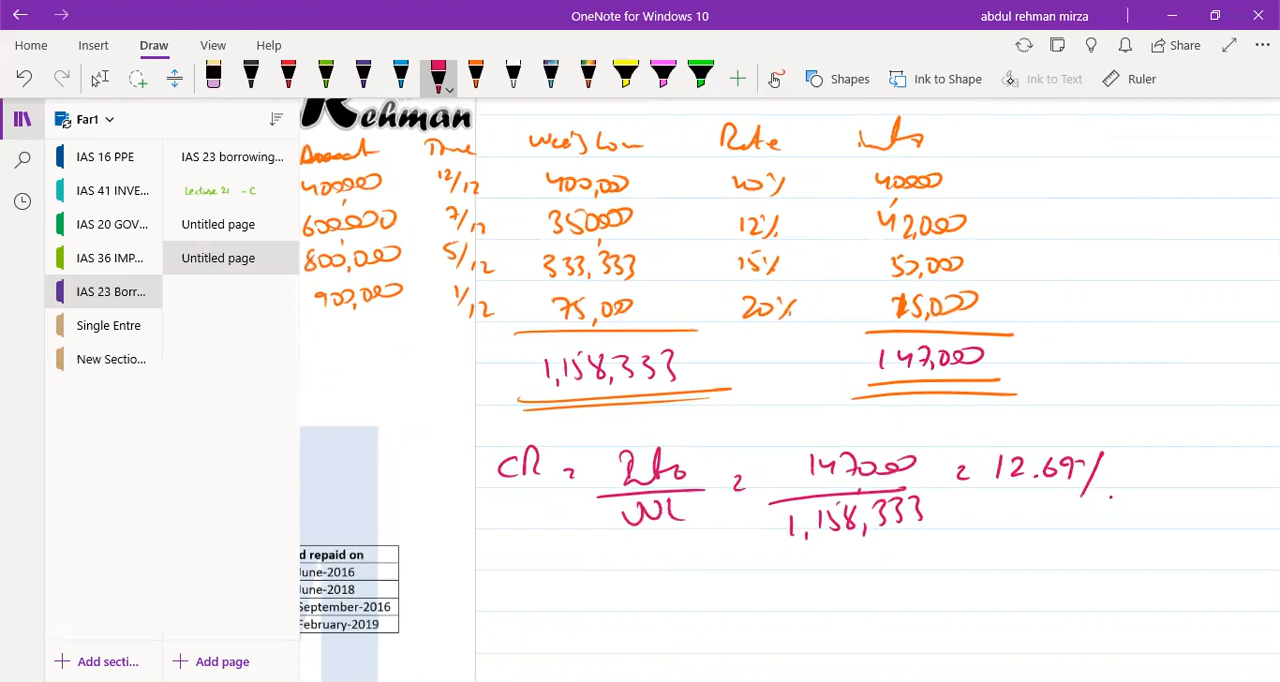 OneNote for Windows 10
abdul rehman mirza
Home Insert Draw View Help
Share
Shapes Ink to Shape Ink to Text Ruler
Far1
IAS 16 PPE
IAS 41 INVE...
IAS 20 GOV...
IAS 36 IMP...
IAS 23 Borr...
Single Entre
New Sectio...
Add secti...
IAS 23 borrowing...
Lecture 21 - C
Untitled page
Untitled page
Add page
Rehman
Amount Time Rate
400000 12/12 400,000 10% 40000
600000 7/12 350000 12% 42,000
800,000 5/12 333,333 15% 50,000
900,000 1/12 75,000 20% 15,000
1,158,333 147,000
CR = = 147000 / 1,158,333 = 12.69%
d repaid on
June-2016
June-2018
September-2016
February-2019